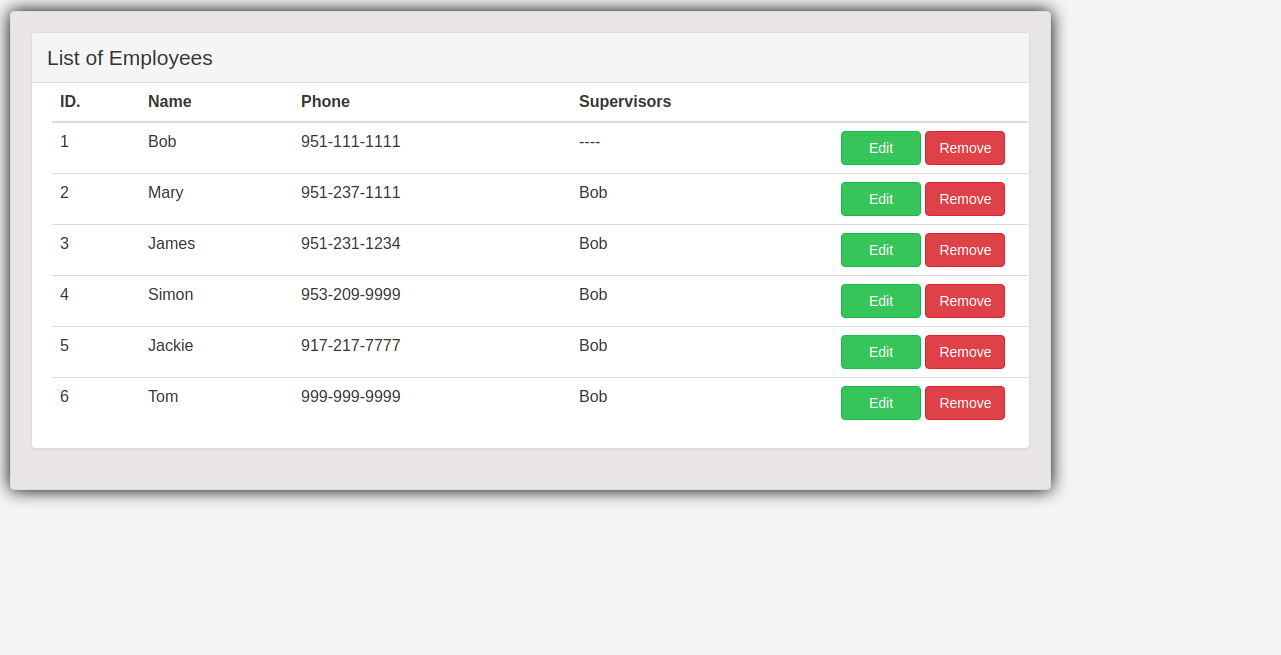 List of Employees
ID. Name Phone Supervisors
1 Bob 951-111-1111 ---- Edit Remove
2 Mary 951-237-1111 Bob Edit Remove
3 James 951-231-1234 Bob Edit Remove
4 Simon 953-209-9999 Bob Edit Remove
5 Jackie 917-217-7777 Bob Edit Remove
6 Tom 999-999-9999 Bob Edit Remove